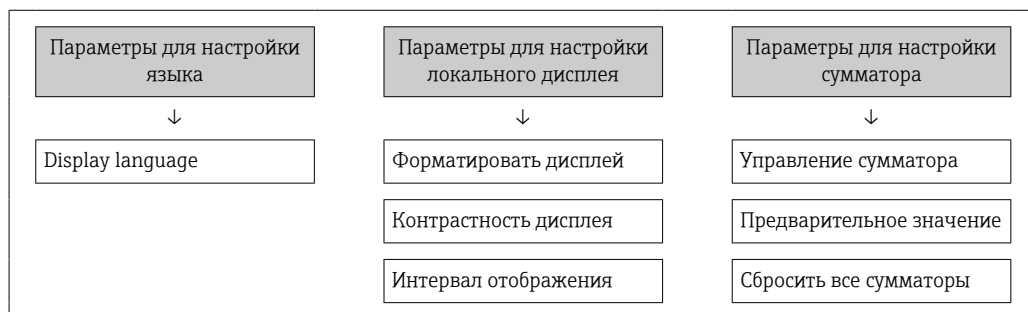 Параметры для настройки
языка
↓
Display language
Параметры для настройки
локального дисплея
↓
Форматировать дисплей
Контрастность дисплея
Интервал отображения
Параметры для настройки
сумматора
↓
Управление сумматора
Предварительное значение
Сбросить все сумматоры